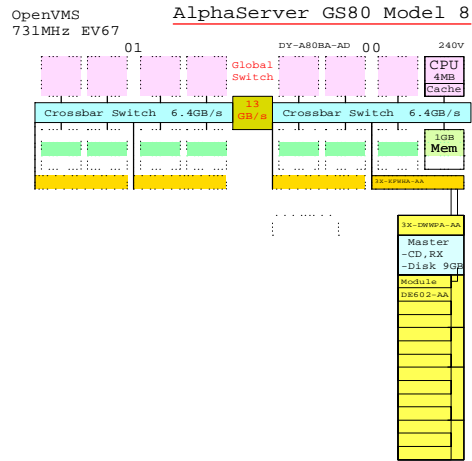 OpenVMS
AlphaServer GS80 Model 8
731MHz EV67
01
DY-A80BA-AD
00
240V
Global
Switch
CPU
4MB
Cache
Crossbar Switch 6.4GB/s
13
GB/s
Crossbar Switch 6.4GB/s
1GB
Mem
3X-KPWHA-AA
3X-DWWPA-AA
Master
-CD,RX
-Disk 9GB
Module
DE602-AA